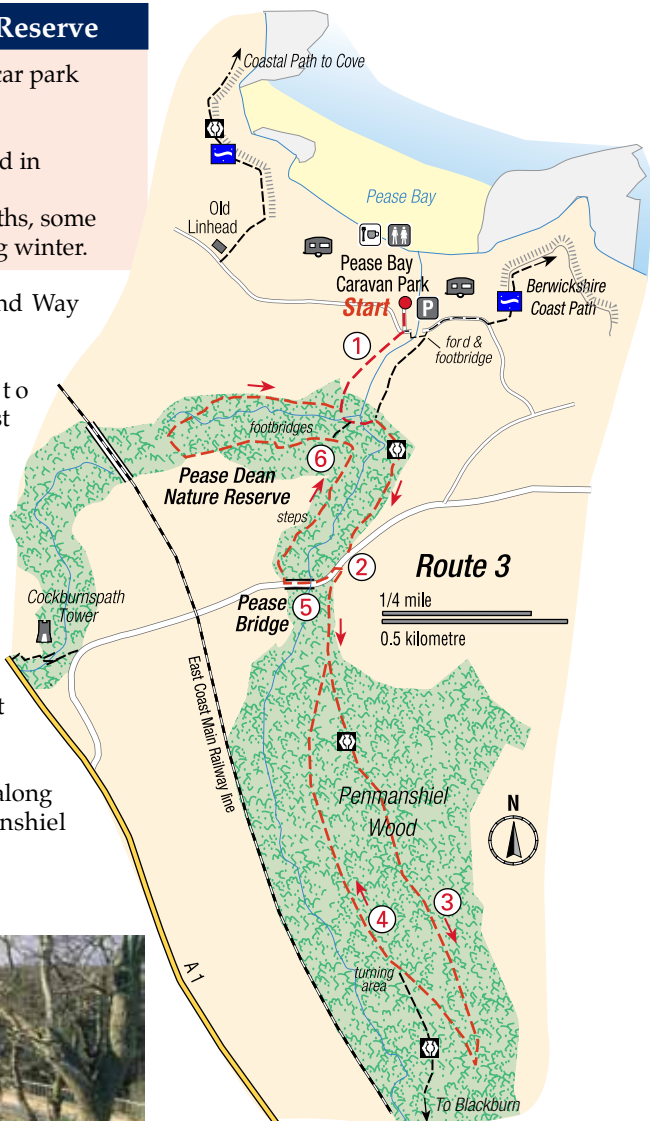 Reserve
car park
d in
ths, some
g winter.
nd Way
to
st
t
along
nshiel
Coastal Path to Cove
Old
Linhead
Pease Bay
Pease Bay
Caravan Park
Start
P
Berwickshire
Coast Path
ford &
footbridge
1
footbridges
6
Pease Dean
Nature Reserve
steps
2
Route 3
1/4 mile
0.5 kilometre
Pease
Bridge
5
Cockburnspath
Tower
East Coast Main Railway line
Penmanshiel
Wood
N
3
4
turning
area
A1
To Blackburn